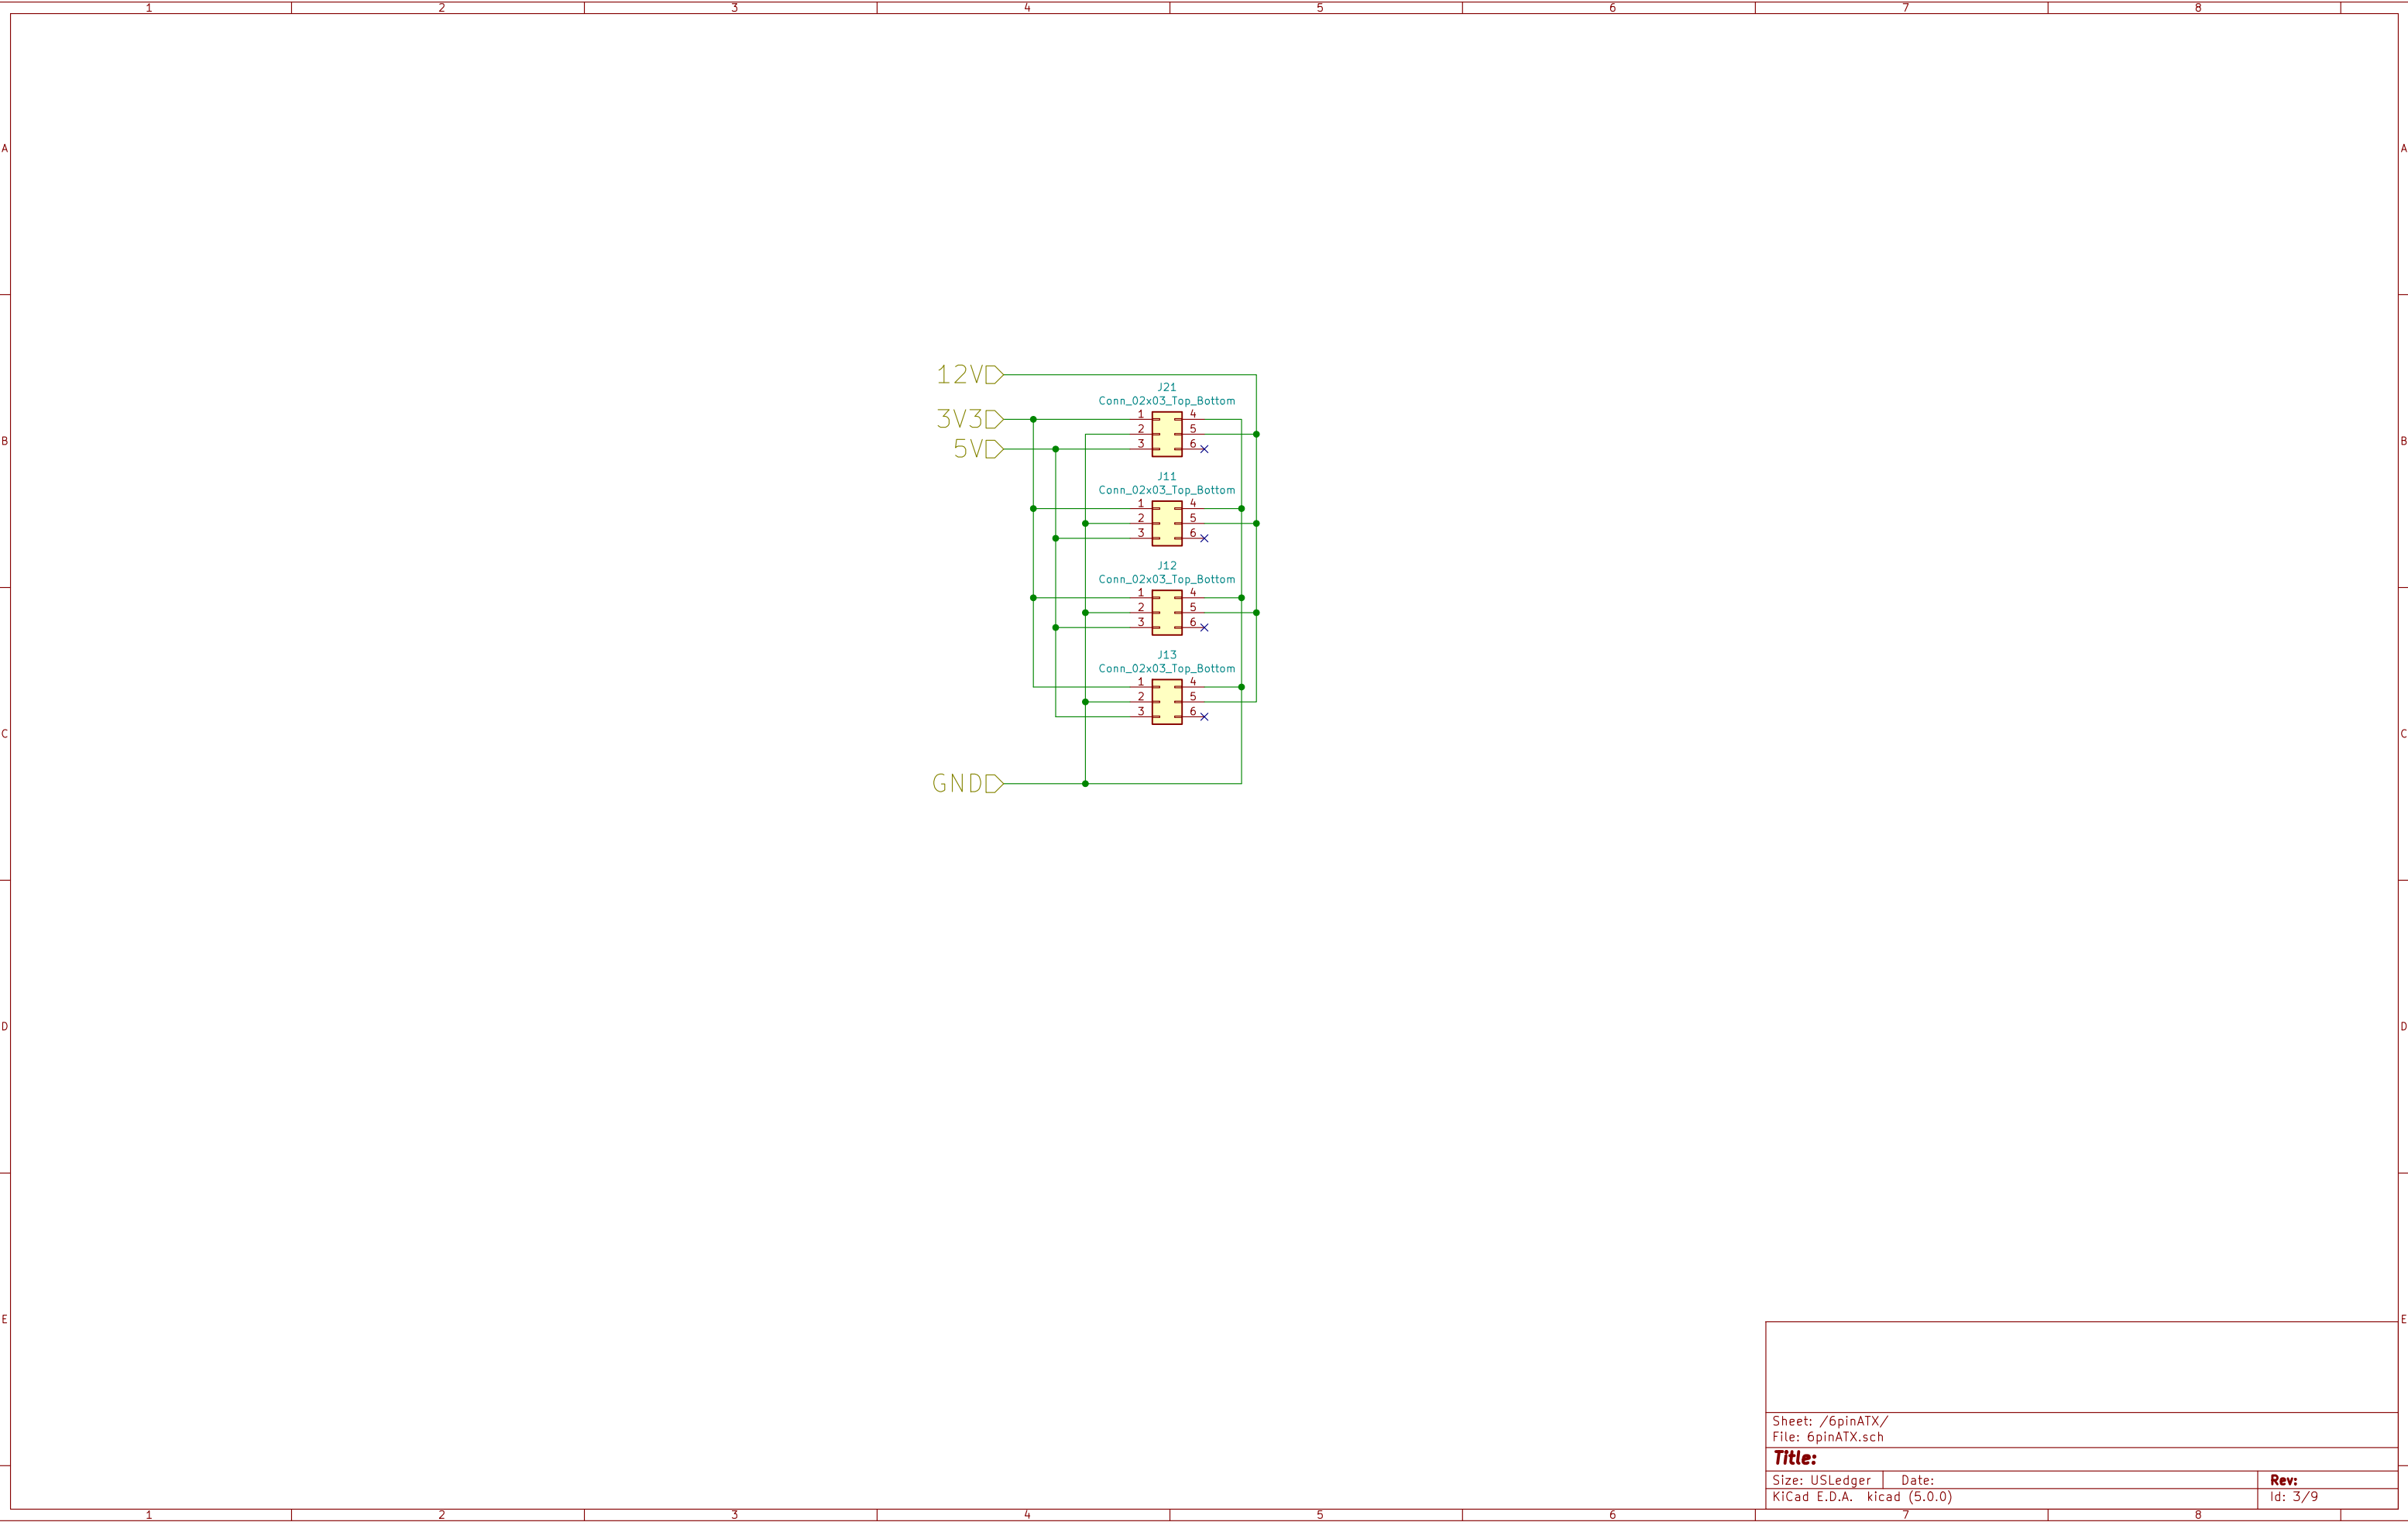 1 2 3 4 5 6 7 8
A A
12V
J21
Conn_02x03_Top_Bottom
3V3 1 4
B 2 5 B
5V 3 6
J11
Conn_02x03_Top_Bottom
1 4
2 5
3 6
J12
Conn_02x03_Top_Bottom
1 4
2 5
3 6
J13
Conn_02x03_Top_Bottom
1 4
2 5
3 6
C C
GND
D D
E E
Sheet: /6pinATX/
File: 6pinATX.sch
Title:
Size: USLedger Date: Rev:
KiCad E.D.A. kicad (5.0.0) Id: 3/9
1 2 3 4 5 6 7 8